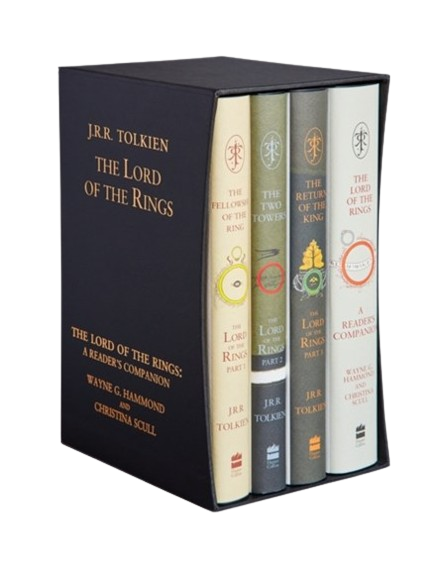 J.R.R. TOLKIEN
THE LORD
OF THE RINGS
THE LORD OF THE RINGS:
A READER'S COMPANION
WAYNE G. HAMMOND
AND
CHRISTINA SCULL
THE
FELLOWSHIP
OF THE
RING
THE
LORD
OF THE
RINGS
PART 1
J.R.R.
TOLKIEN
THE
TWO
TOWERS
THE
LORD
OF THE
RINGS
PART 2
J.R.R.
TOLKIEN
THE
RETURN
OF THE
KING
THE
LORD
OF THE
RINGS
PART 3
J.R.R.
TOLKIEN
THE
LORD
OF THE
RINGS
A
READER'S
COMPANION
WAYNE G.
HAMMOND
AND
CHRISTINA
SCULL